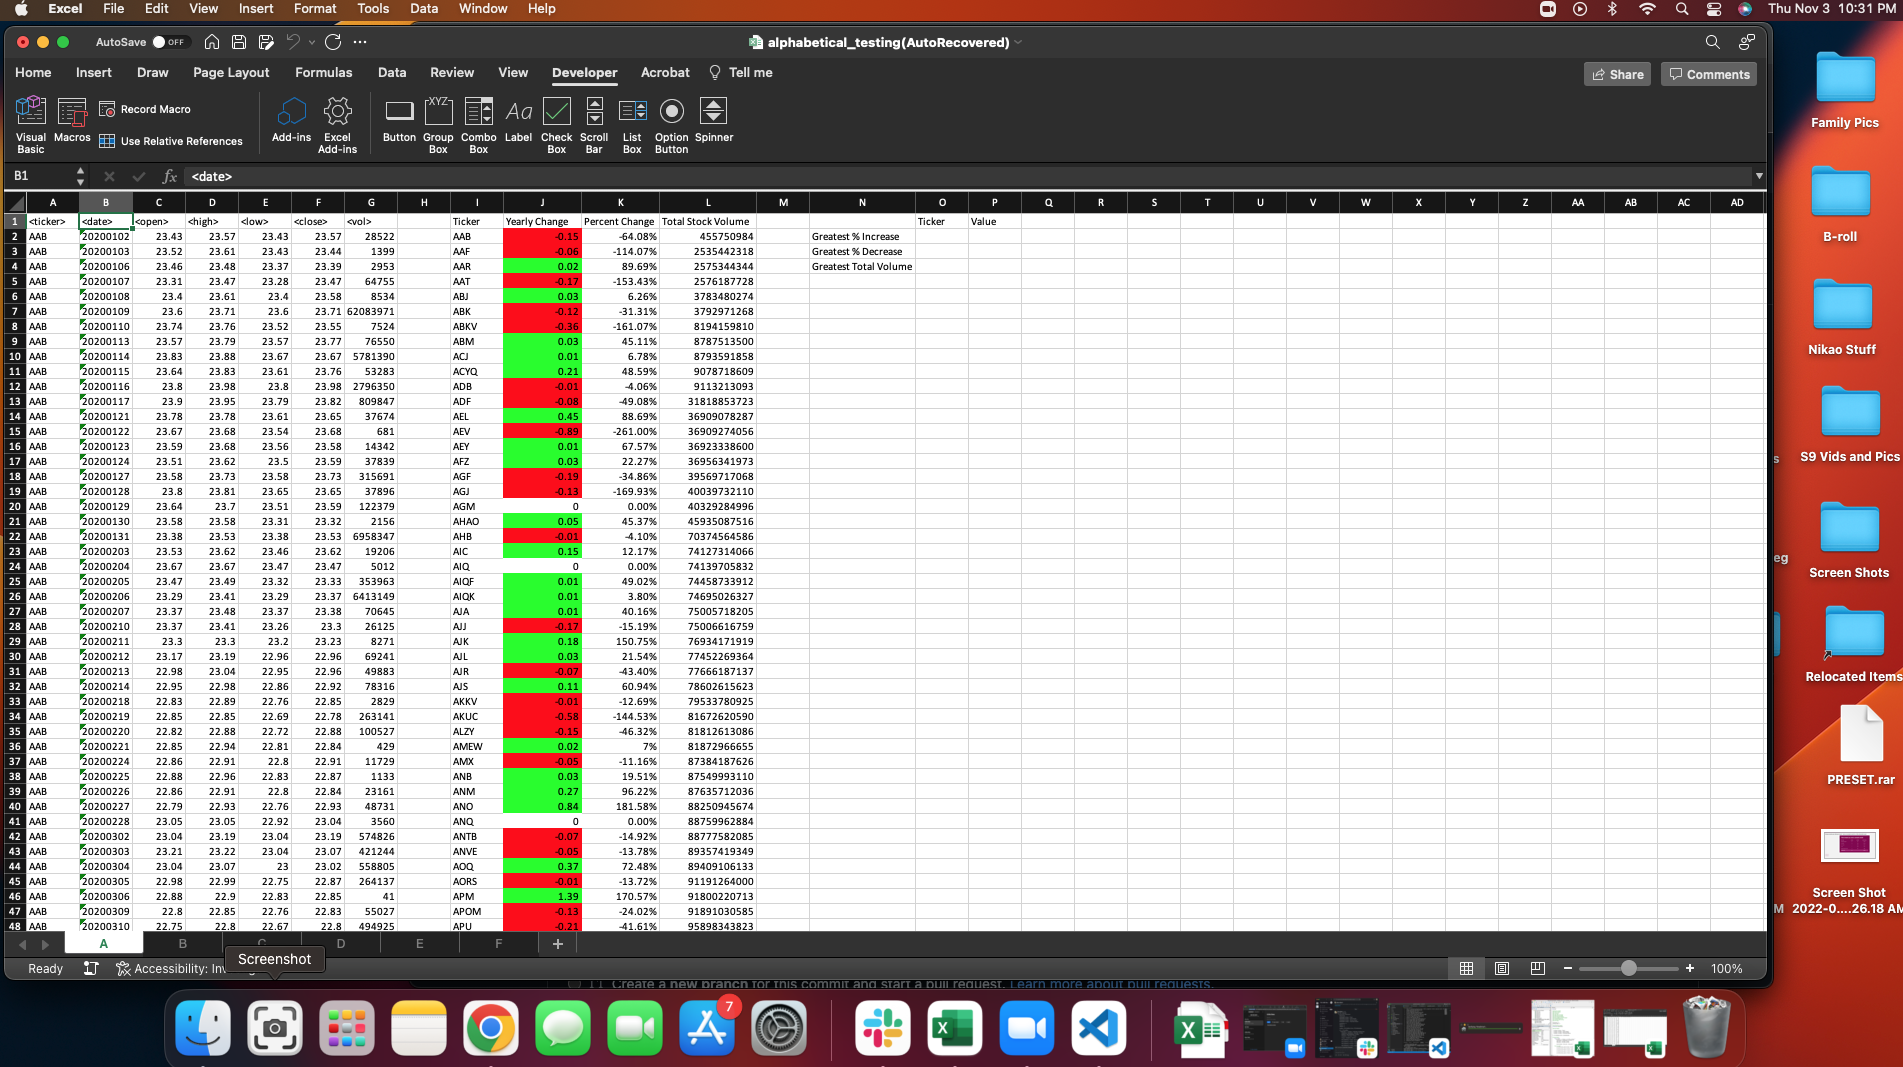 Excel File Edit View Insert Format Tools Data Window Help Thu Nov 3 10:31 PM
AutoSave OFF alphabetical_testing(AutoRecovered)
Home Insert Draw Page Layout Formulas Data Review View Developer Acrobat Tell me Share Comments
Visual Basic Macros Record Macro Use Relative References Add-ins Excel Add-ins Button Group Box Combo Box Label Check Box Scroll Bar List Box Option Button Spinner
B1 fx <date>
A B C D E F G H I J K L M N O P Q R S T U V W X Y Z AA AB AC AD
1 <ticker> <date> <open> <high> <low> <close> <vol> Ticker Yearly Change Percent Change Total Stock Volume Ticker Value
2 AAB 20200102 23.43 23.57 23.43 23.57 28522 AAB -0.15 -64.08% 455750984 Greatest % Increase
3 AAB 20200103 23.52 23.61 23.43 23.44 1399 AAF -0.06 -114.07% 2535442318 Greatest % Decrease
4 AAB 20200106 23.46 23.48 23.37 23.39 2953 AAR 0.02 89.69% 2575344344 Greatest Total Volume
5 AAB 20200107 23.31 23.47 23.28 23.47 64755 AAT -0.17 -153.43% 2576187728
6 AAB 20200108 23.4 23.61 23.4 23.58 8534 ABJ 0.03 6.26% 3783480274
7 AAB 20200109 23.6 23.71 23.6 23.71 62083971 ABK -0.12 -31.31% 3792971268
8 AAB 20200110 23.74 23.76 23.52 23.55 7524 ABKV -0.36 -161.07% 8194159810
9 AAB 20200113 23.57 23.79 23.57 23.77 76550 ABM 0.03 45.11% 8787513500
10 AAB 20200114 23.83 23.88 23.67 23.67 5781390 ACJ 0.01 6.78% 8793591858
11 AAB 20200115 23.64 23.83 23.61 23.76 53283 ACYQ 0.21 48.59% 9078718609
12 AAB 20200116 23.8 23.98 23.8 23.98 2796350 ADB -0.01 -4.06% 9113213093
13 AAB 20200117 23.9 23.95 23.79 23.82 809847 ADF -0.08 -49.08% 31818853723
14 AAB 20200121 23.78 23.78 23.61 23.65 37674 AEL 0.45 88.69% 36909078287
15 AAB 20200122 23.67 23.68 23.54 23.68 681 AEV -0.89 -261.00% 36909274056
16 AAB 20200123 23.59 23.68 23.56 23.58 14342 AEY 0.01 67.57% 36923338600
17 AAB 20200124 23.51 23.62 23.5 23.59 37839 AFZ 0.03 22.27% 36956341973
18 AAB 20200127 23.58 23.73 23.58 23.73 315691 AGF -0.19 -34.86% 39569717068
19 AAB 20200128 23.8 23.81 23.65 23.65 37896 AGJ -0.13 -169.93% 40039732110
20 AAB 20200129 23.64 23.7 23.51 23.59 122379 AGM 0 0.00% 40329284996
21 AAB 20200130 23.58 23.58 23.31 23.32 2156 AHAO 0.05 45.37% 45935087516
22 AAB 20200131 23.38 23.53 23.38 23.53 6958347 AHB -0.01 -4.10% 70374564586
23 AAB 20200203 23.53 23.62 23.46 23.62 19206 AIC 0.15 12.17% 74127314066
24 AAB 20200204 23.67 23.67 23.47 23.47 5012 AIQ 0 0.00% 74139705832
25 AAB 20200205 23.47 23.49 23.32 23.33 353963 AIQF 0.01 49.02% 74458733912
26 AAB 20200206 23.29 23.41 23.29 23.37 6413149 AIQK 0.01 3.80% 74695026327
27 AAB 20200207 23.37 23.48 23.37 23.38 70645 AJA 0.01 40.16% 75005718205
28 AAB 20200210 23.37 23.41 23.26 23.3 26125 AJJ -0.17 -15.19% 75006616759
29 AAB 20200211 23.3 23.3 23.2 23.23 8271 AJK 0.18 150.75% 76934171919
30 AAB 20200212 23.17 23.19 22.96 22.96 69241 AJL 0.03 21.54% 77452269364
31 AAB 20200213 22.98 23.04 22.95 22.96 49883 AJR -0.07 -43.40% 77666187137
32 AAB 20200214 22.95 22.98 22.86 22.92 78316 AJS 0.11 60.94% 78602615623
33 AAB 20200218 22.83 22.89 22.76 22.85 2829 AKKV -0.01 -12.69% 79533780925
34 AAB 20200219 22.85 22.85 22.69 22.78 263141 AKUC -0.58 -144.53% 81672620590
35 AAB 20200220 22.82 22.88 22.72 22.88 100527 ALZY -0.15 -46.32% 81812613086
36 AAB 20200221 22.85 22.94 22.81 22.84 429 AMEW 0.02 7% 81872966655
37 AAB 20200224 22.86 22.91 22.8 22.91 11729 AMX -0.05 -11.16% 87384187626
38 AAB 20200225 22.88 22.96 22.83 22.87 1133 ANB 0.03 19.51% 87549993110
39 AAB 20200226 22.86 22.91 22.8 22.84 23161 ANM 0.27 96.22% 87635712036
40 AAB 20200227 22.79 22.93 22.76 22.93 48731 ANO 0.84 181.58% 88250945674
41 AAB 20200228 23.05 23.05 22.92 23.04 3560 ANQ 0 0.00% 88759962884
42 AAB 20200302 23.04 23.19 23.04 23.19 574826 ANTB -0.07 -14.92% 88777582085
43 AAB 20200303 23.21 23.22 23.04 23.07 421244 ANVE -0.05 -13.78% 89357419349
44 AAB 20200304 23.04 23.07 23 23.02 558805 AOQ 0.37 72.48% 89409106133
45 AAB 20200305 22.98 22.99 22.75 22.87 264137 AORS -0.01 -13.72% 91191264000
46 AAB 20200306 22.88 22.9 22.83 22.85 41 APM 1.39 170.57% 91800220713
47 AAB 20200309 22.8 22.85 22.76 22.83 55027 APOM -0.13 -24.02% 91891030585
48 AAB 20200310 22.75 22.8 22.67 22.8 494925 APU -0.21 -41.61% 95898343823
A B C D E F +
Screenshot
Ready Accessibility: 100%
Create a new branch for this commit and start a pull request. Learn more about pull requests.
7
Family Pics
B-roll
Nikao Stuff
S9 Vids and Pics
Screen Shots
Relocated Items
PRESET.rar
Screen Shot
2022-0....26.18 AM